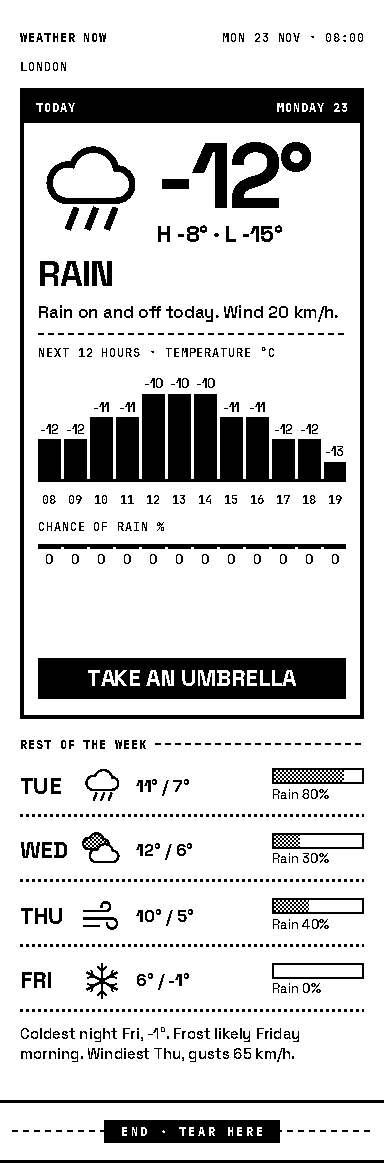 WEATHER NOW MON 23 NOV · 08:00
LONDON
TODAY MONDAY 23
-12°
H -8° · L -15°
RAIN
Rain on and off today. Wind 20 km/h.
NEXT 12 HOURS · TEMPERATURE °C
-12 -12 -11 -11 -10 -10 -10 -11 -11 -12 -12 -13
08 09 10 11 12 13 14 15 16 17 18 19
CHANCE OF RAIN %
0 0 0 0 0 0 0 0 0 0 0 0
TAKE AN UMBRELLA
REST OF THE WEEK
TUE 11° / 7° Rain 80%
WED 12° / 6° Rain 30%
THU 10° / 5° Rain 40%
FRI 6° / -1° Rain 0%
Coldest night Fri, -1°. Frost likely Friday
morning. Windiest Thu, gusts 65 km/h.
END · TEAR HERE